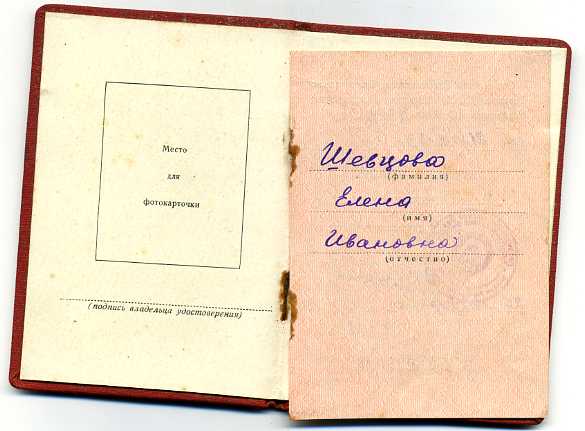 Место
для
фотокарточки
(подпись владельца удостоверения)
Шевцова
(фамилия)
Елена
(имя)
Ивановна
(отчество)